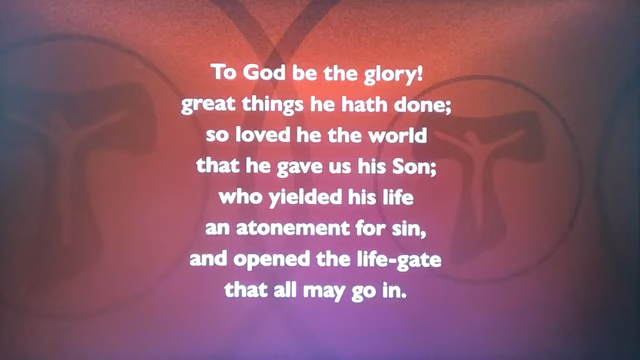 To God be the glory!
great things he hath done;
so loved he the world
that he gave us his Son;
who yielded his life
an atonement for sin,
and opened the life-gate
that all may go in.